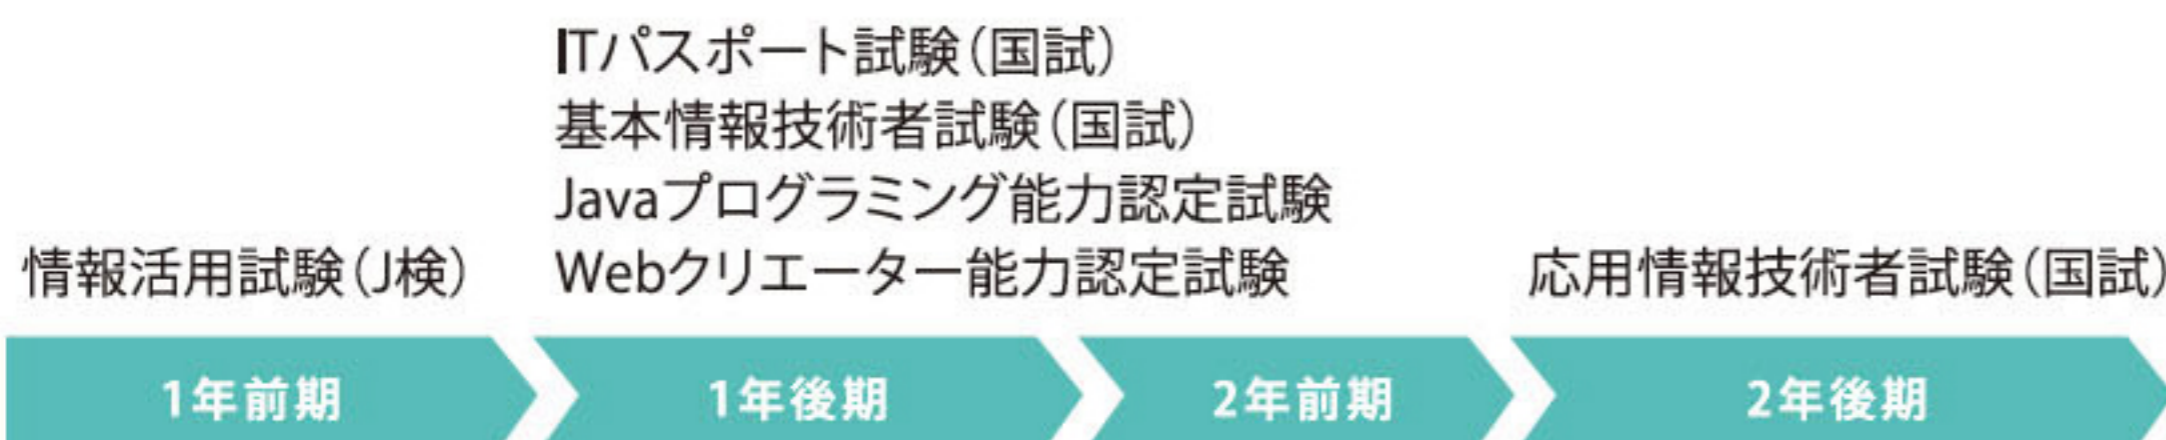 情報活用試験（J検）
ITパスポート試験（国試）
基本情報技術者試験（国試）
Javaプログラミング能力認定試験
Webクリエーター能力認定試験
応用情報技術者試験（国試）
1年前期
1年後期
2年前期
2年後期